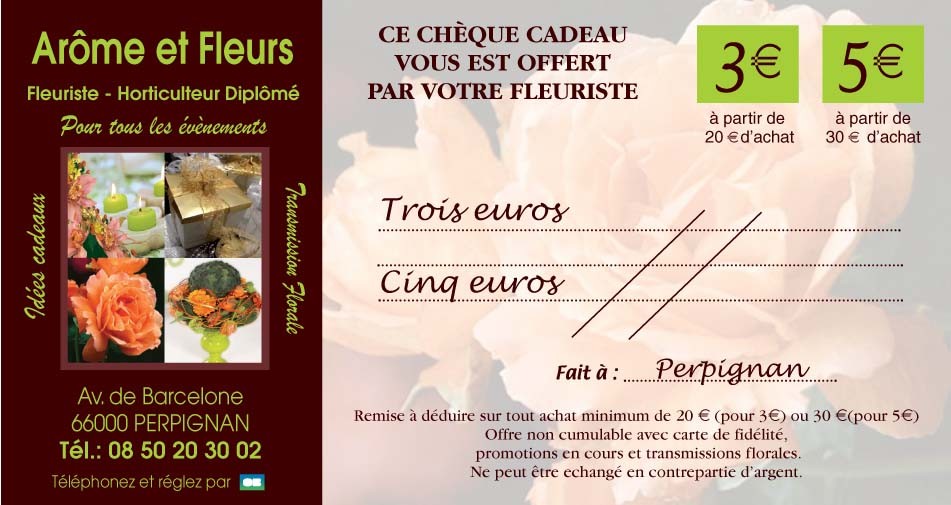 Arôme et Fleurs
Fleuriste - Horticulteur Diplômé
Pour tous les évènements
Idées cadeaux
Transmission Florale
Av. de Barcelone
66000 PERPIGNAN
Tél.: 08 50 20 30 02
Téléphonez et réglez par CB
CE CHÈQUE CADEAU
VOUS EST OFFERT
PAR VOTRE FLEURISTE
3€
à partir de
20 € d'achat
5€
à partir de
30 € d'achat
Trois euros
Cinq euros
Fait à : Perpignan
Remise à déduire sur tout achat minimum de 20 € (pour 3€) ou 30 €(pour 5€)
Offre non cumulable avec carte de fidélité,
promotions en cours et transmissions florales.
Ne peut être echangé en contrepartie d'argent.